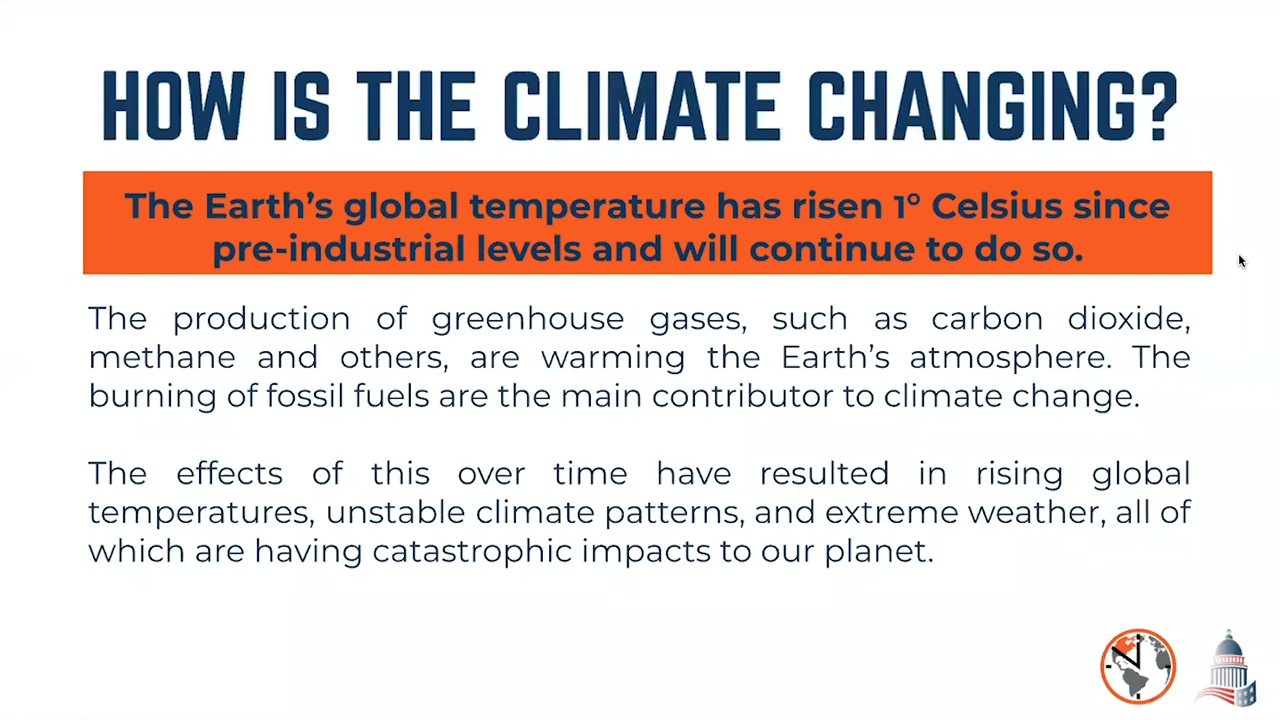 HOW IS THE CLIMATE CHANGING?
The Earth's global temperature has risen 1° Celsius since
pre-industrial levels and will continue to do so.
The production of greenhouse gases, such as carbon dioxide,
methane and others, are warming the Earth's atmosphere. The
burning of fossil fuels are the main contributor to climate change.
The effects of this over time have resulted in rising global
temperatures, unstable climate patterns, and extreme weather, all of
which are having catastrophic impacts to our planet.